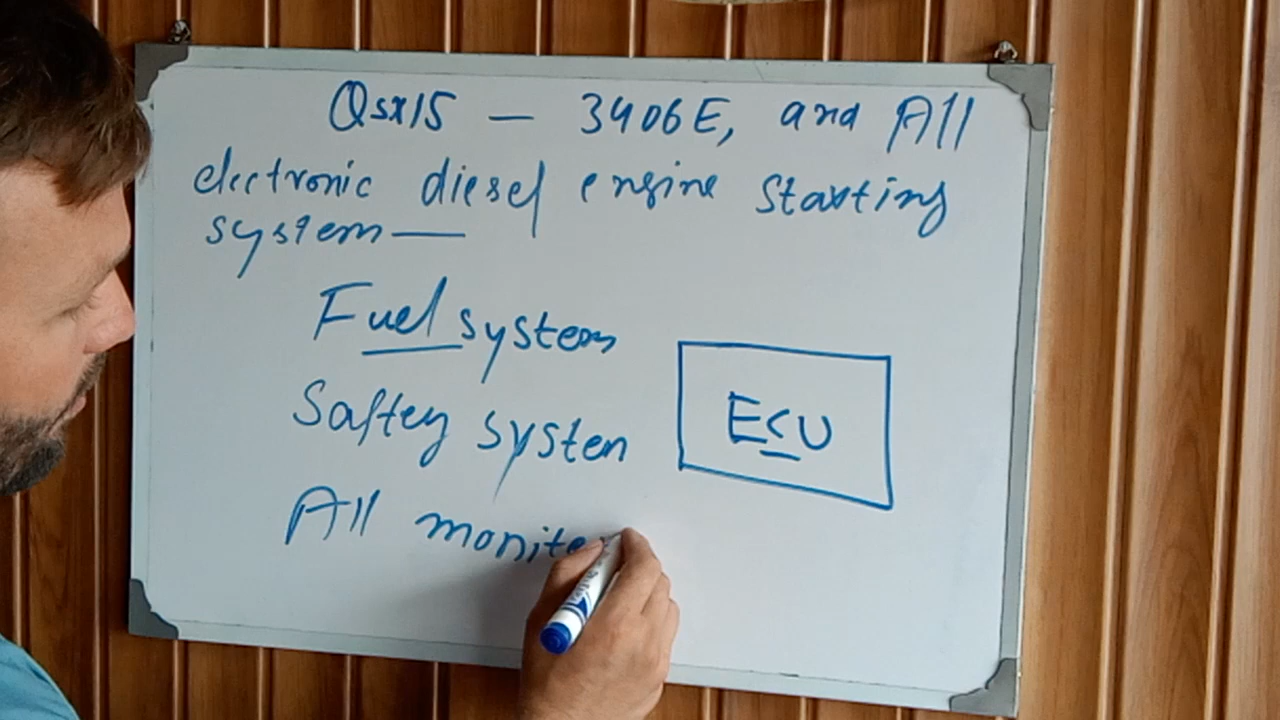 Qsx15 — 3406E, and All
electronic diesel engine starting
system —
Fuel system
Saftey systen
ECU
All monite